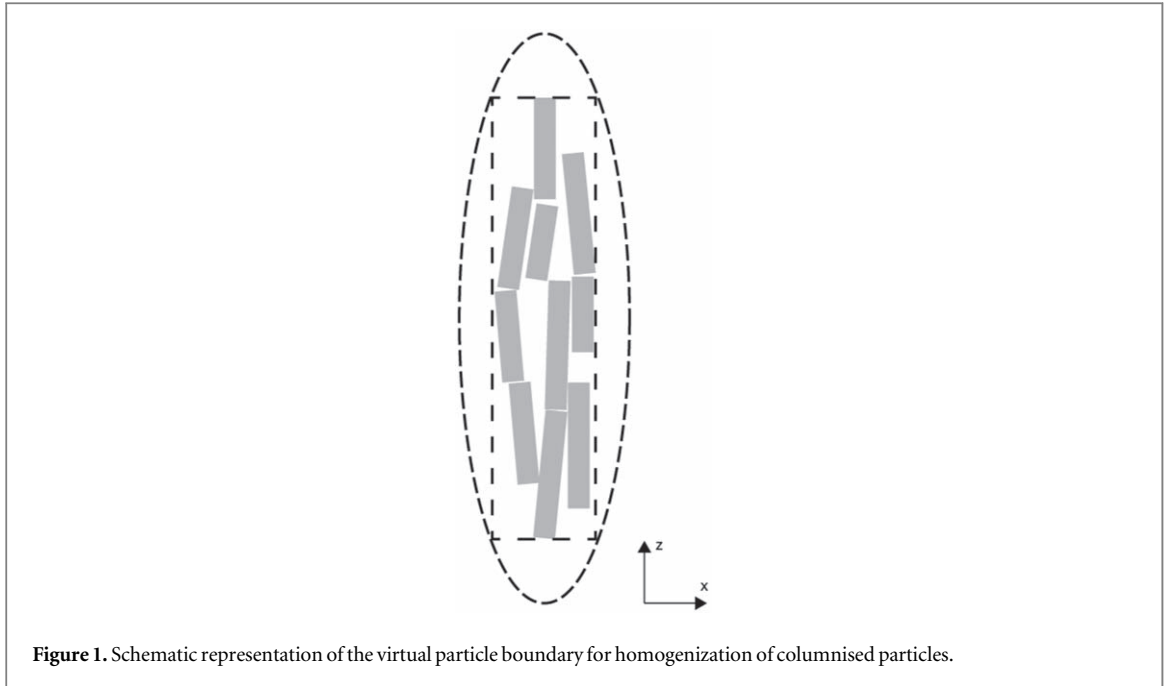 z
x
Figure 1. Schematic representation of the virtual particle boundary for homogenization of columnised particles.